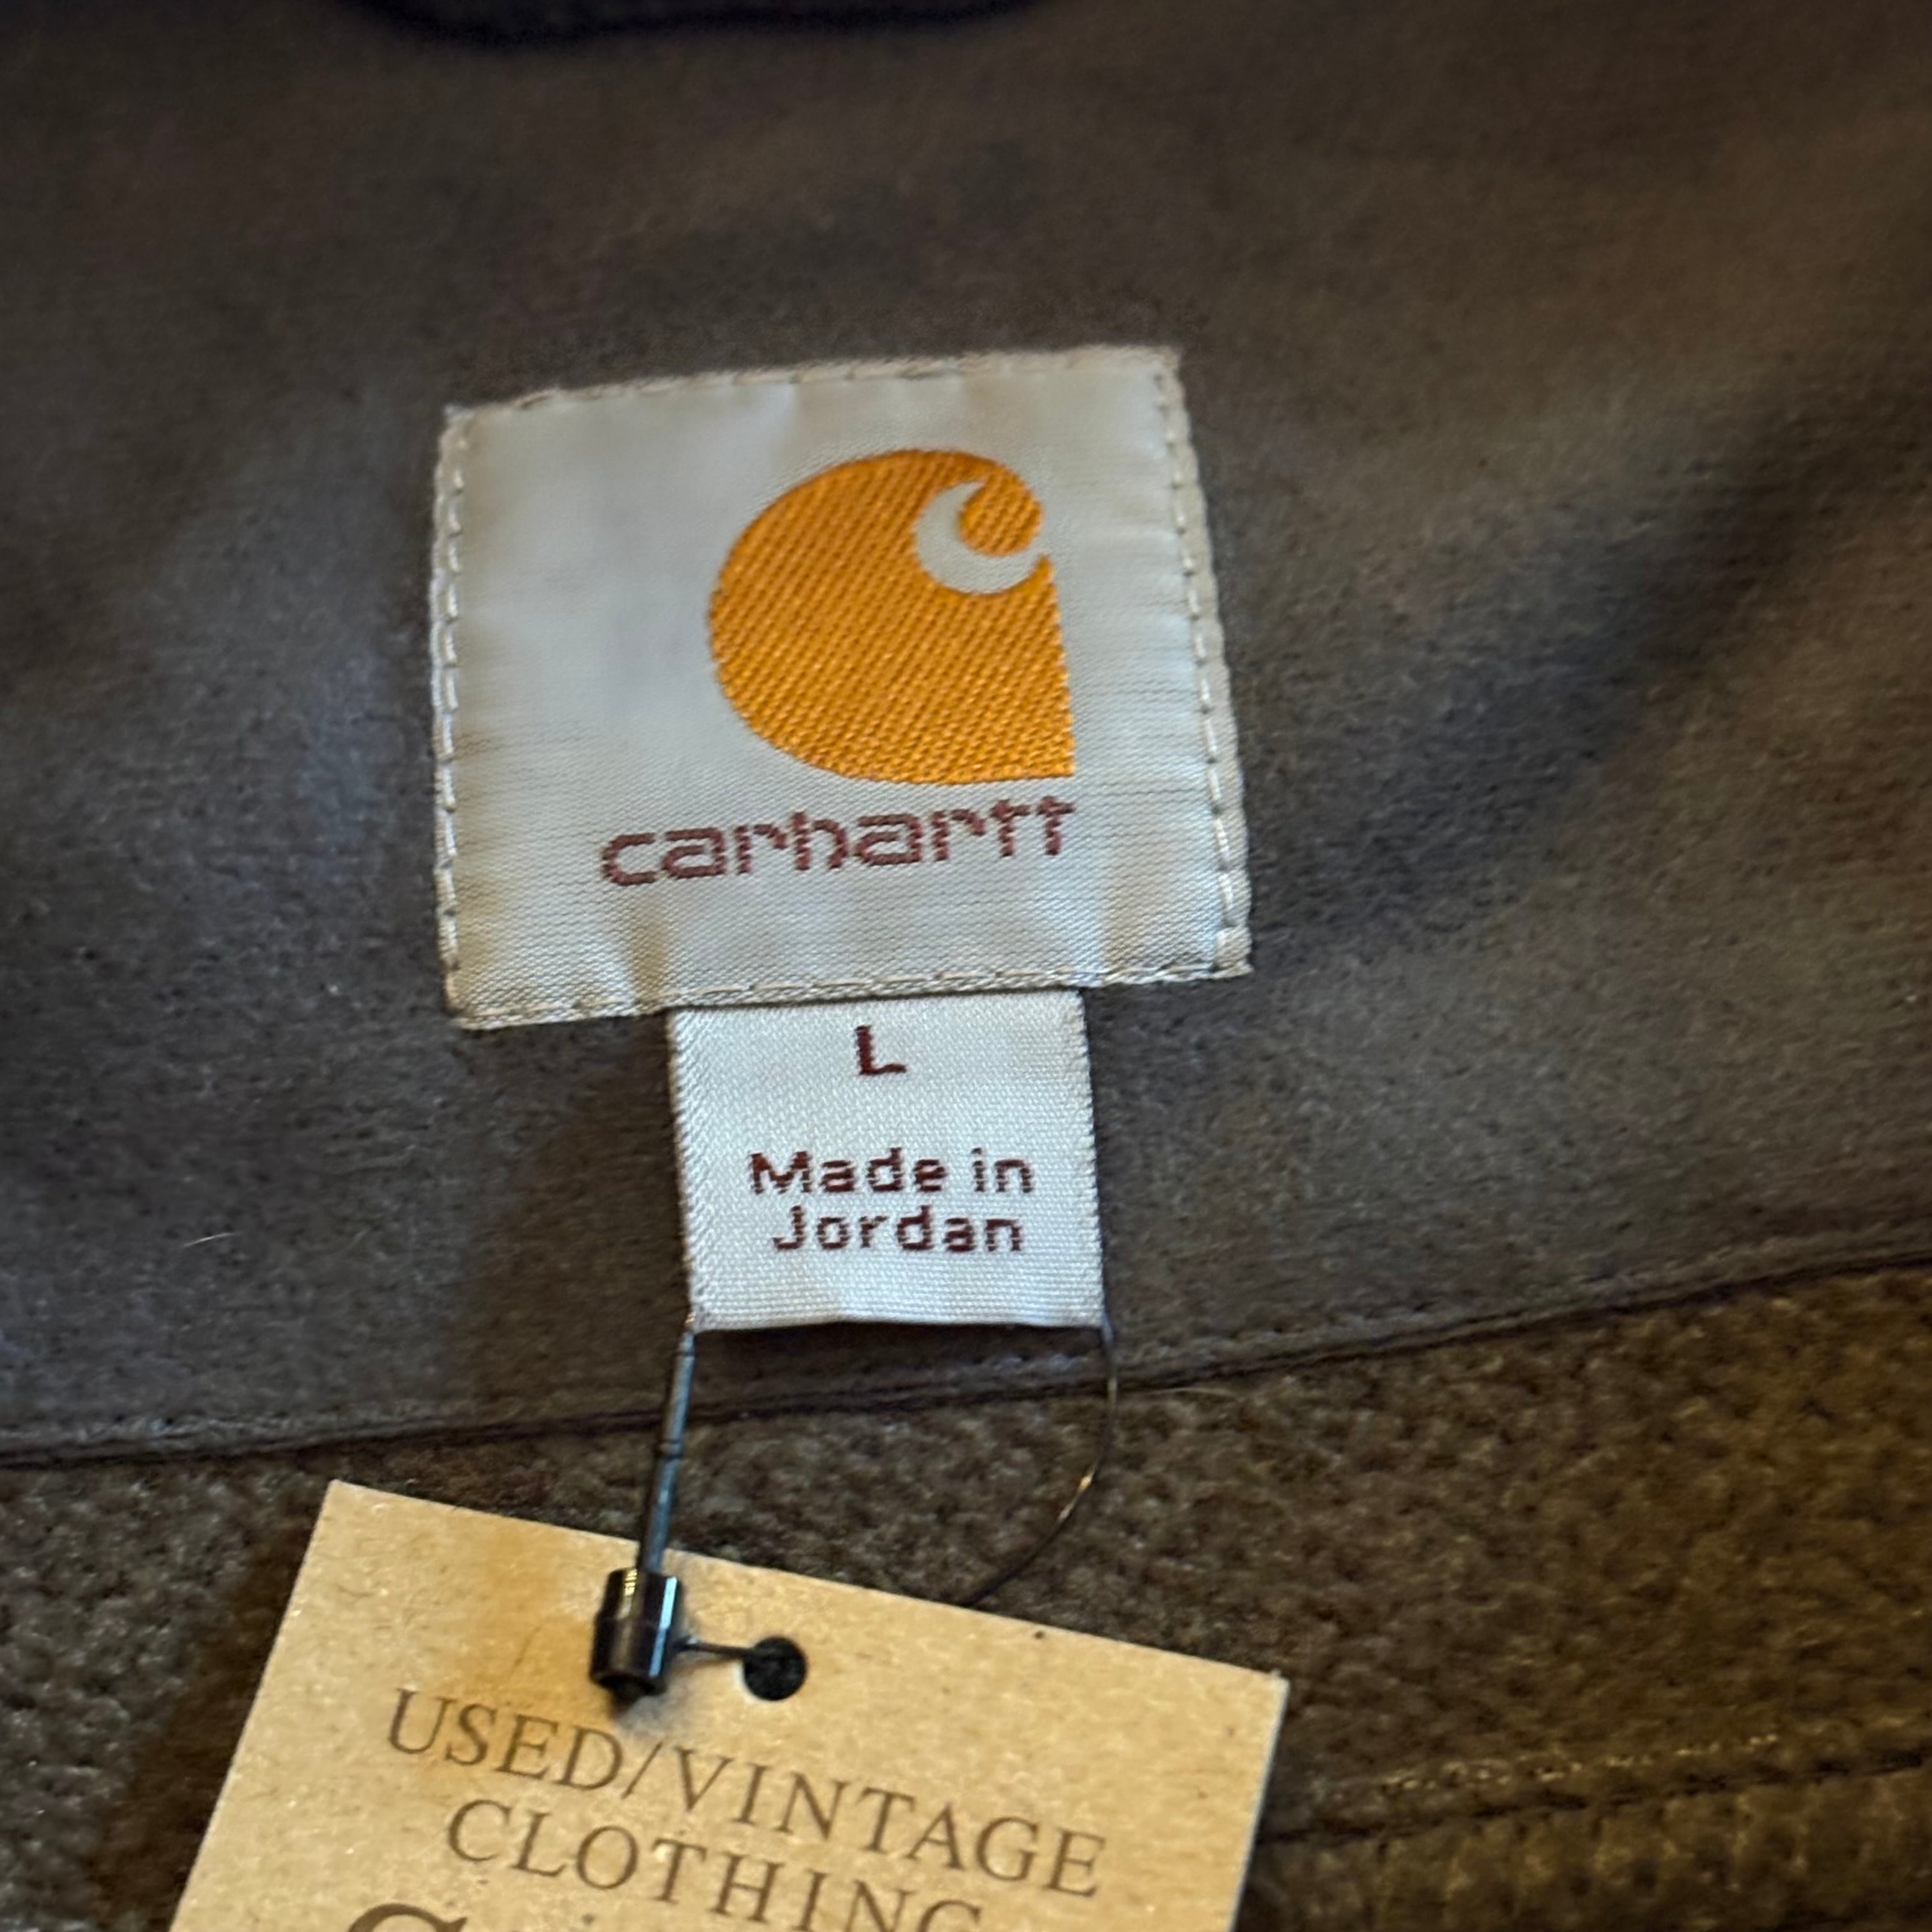 carhartt
L
Made in
Jordan
USED/VINTAGE
CLOTHING